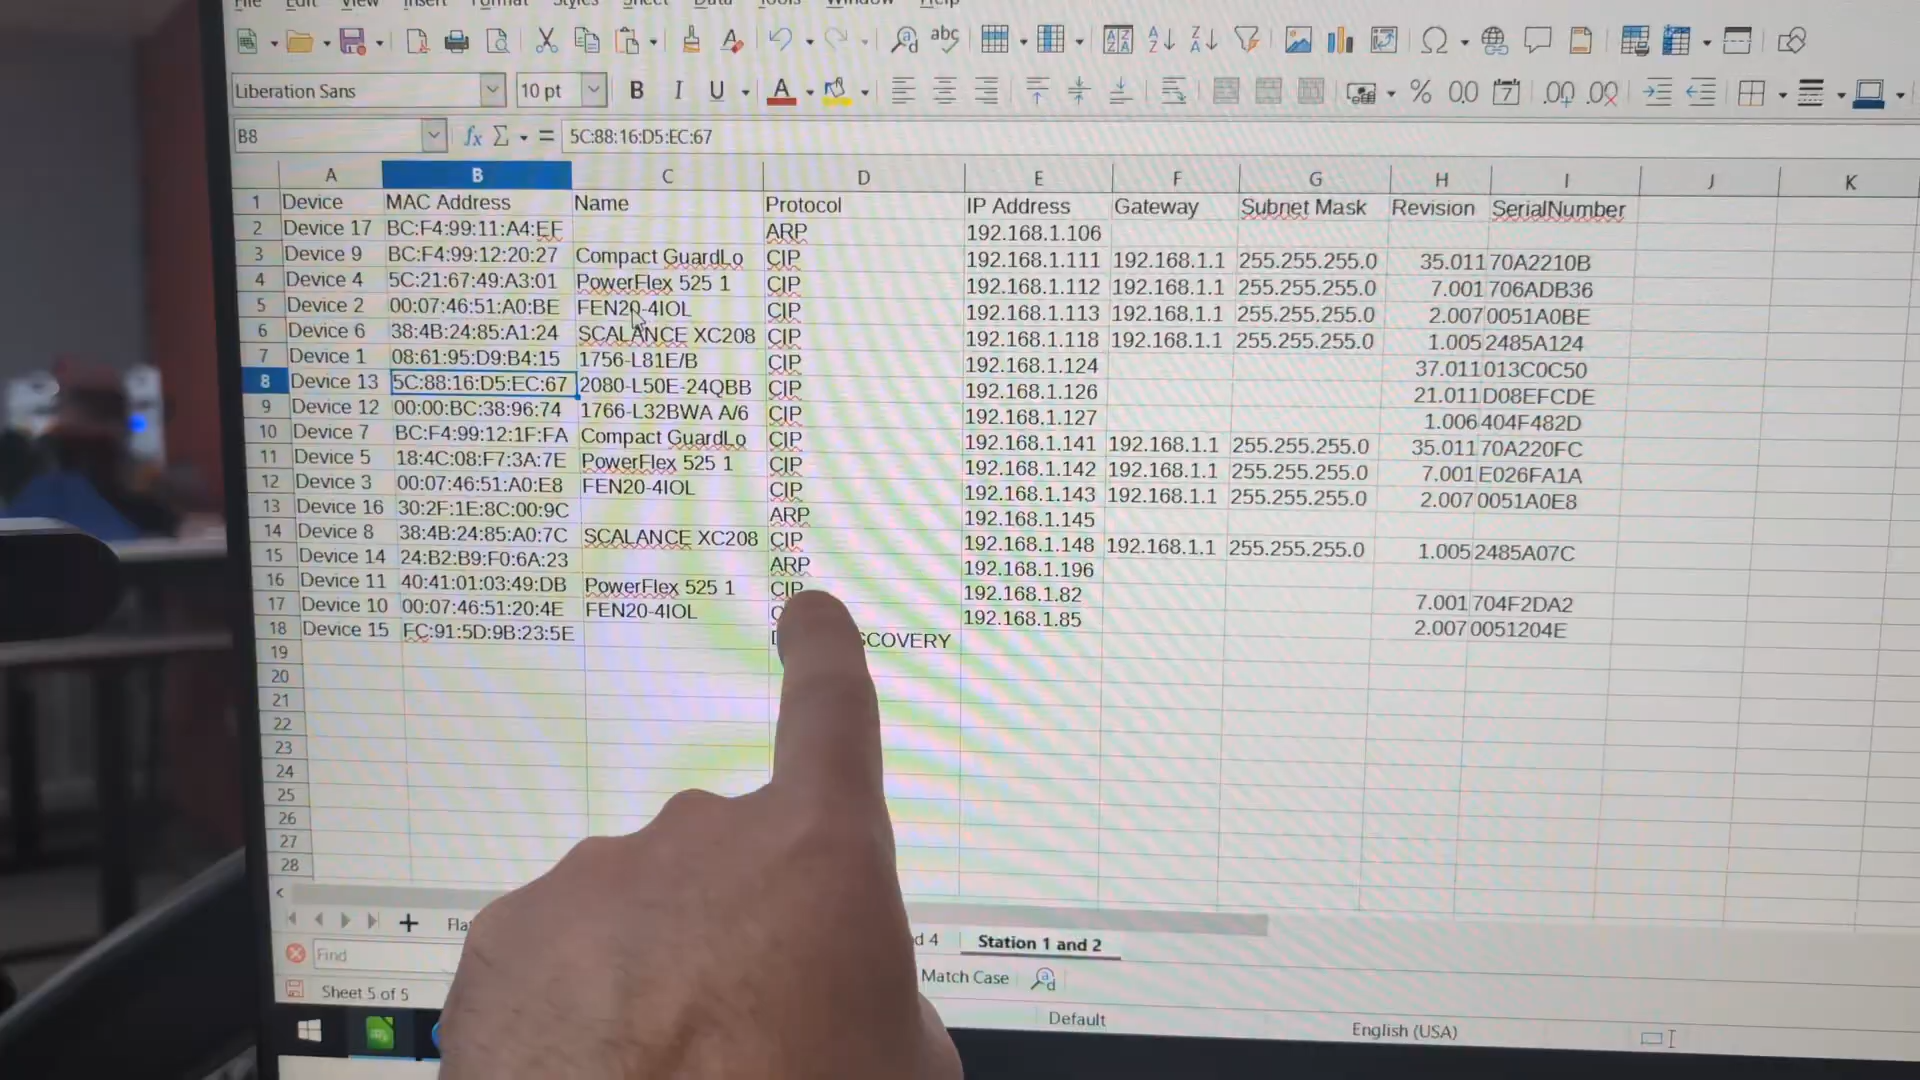 File Edit View Insert Format Styles Sheet Data Tools Window Help
Liberation Sans 10 pt B I U A % 0.0 7 .00 .00
B8 fx Σ = 5C:88:16:D5:EC:67
A B C D E F G H I J K
1 Device MAC Address Name Protocol IP Address Gateway Subnet Mask Revision SerialNumber
2 Device 17 BC:F4:99:11:A4:EF ARP 192.168.1.106
3 Device 9 BC:F4:99:12:20:27 Compact GuardLo CIP 192.168.1.111 192.168.1.1 255.255.255.0 35.011 70A2210B
4 Device 4 5C:21:67:49:A3:01 PowerFlex 525 1 CIP 192.168.1.112 192.168.1.1 255.255.255.0 7.001 706ADB36
5 Device 2 00:07:46:51:A0:BE FEN20-4IOL CIP 192.168.1.113 192.168.1.1 255.255.255.0 2.007 0051A0BE
6 Device 6 38:4B:24:85:A1:24 SCALANCE XC208 CIP 192.168.1.118 192.168.1.1 255.255.255.0 1.005 2485A124
7 Device 1 08:61:95:D9:B4:15 1756-L81E/B CIP 192.168.1.124 37.011 013C0C50
8 Device 13 5C:88:16:D5:EC:67 2080-L50E-24QBB CIP 192.168.1.126 21.011 D08EFCDE
9 Device 12 00:00:BC:38:96:74 1766-L32BWA A/6 CIP 192.168.1.127 1.006 404F482D
10 Device 7 BC:F4:99:12:1F:FA Compact GuardLo CIP 192.168.1.141 192.168.1.1 255.255.255.0 35.011 70A220FC
11 Device 5 18:4C:08:F7:3A:7E PowerFlex 525 1 CIP 192.168.1.142 192.168.1.1 255.255.255.0 7.001 E026FA1A
12 Device 3 00:07:46:51:A0:E8 FEN20-4IOL CIP 192.168.1.143 192.168.1.1 255.255.255.0 2.007 0051A0E8
13 Device 16 30:2F:1E:8C:00:9C ARP 192.168.1.145
14 Device 8 38:4B:24:85:A0:7C SCALANCE XC208 CIP 192.168.1.148 192.168.1.1 255.255.255.0 1.005 2485A07C
15 Device 14 24:B2:B9:F0:6A:23 ARP 192.168.1.196
16 Device 11 40:41:01:03:49:DB PowerFlex 525 1 CIP 192.168.1.82 7.001 704F2DA2
17 Device 10 00:07:46:51:20:4E FEN20-4IOL 192.168.1.85 2.007 0051204E
18 Device 15 FC:91:5D:9B:23:5E SCOVERY
19
20
21
22
23
24
25
26
27
28
Fla d 4 Station 1 and 2
Find Match Case
Sheet 5 of 5 Default English (USA)